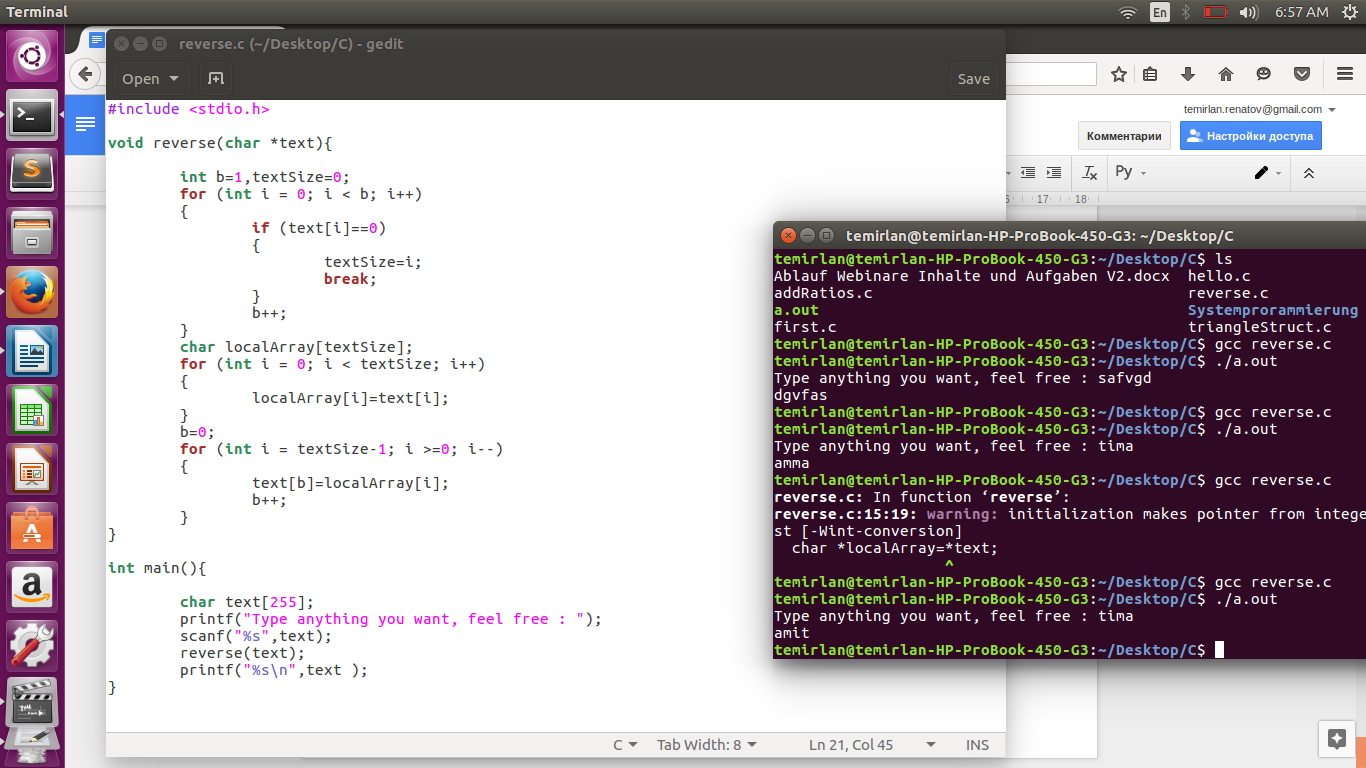 Terminal
En
6:57 AM
reverse.c (~/Desktop/C) - gedit
Open
Save
#include <stdio.h>
void reverse(char *text){
int b=1,textSize=0;
for (int i = 0; i < b; i++)
{
if (text[i]==0)
{
textSize=i;
break;
}
b++;
}
char localArray[textSize];
for (int i = 0; i < textSize; i++)
{
localArray[i]=text[i];
}
b=0;
for (int i = textSize-1; i >=0; i--)
{
text[b]=localArray[i];
b++;
}
}
int main(){
char text[255];
printf("Type anything you want, feel free : ");
scanf("%s",text);
reverse(text);
printf("%s\n",text );
}
C
Tab Width: 8
Ln 21, Col 45
INS
temirlan.renatov@gmail.com
Комментарии
Настройки доступа
Ру
17
18
temirlan@temirlan-HP-ProBook-450-G3: ~/Desktop/C
temirlan@temirlan-HP-ProBook-450-G3:~/Desktop/C$ ls
Ablauf Webinare Inhalte und Aufgaben V2.docx hello.c
addRatios.c reverse.c
a.out Systemprorammierung
first.c triangleStruct.c
temirlan@temirlan-HP-ProBook-450-G3:~/Desktop/C$ gcc reverse.c
temirlan@temirlan-HP-ProBook-450-G3:~/Desktop/C$ ./a.out
Type anything you want, feel free : safvgd
dgvfas
temirlan@temirlan-HP-ProBook-450-G3:~/Desktop/C$ gcc reverse.c
temirlan@temirlan-HP-ProBook-450-G3:~/Desktop/C$ ./a.out
Type anything you want, feel free : tima
amma
temirlan@temirlan-HP-ProBook-450-G3:~/Desktop/C$ gcc reverse.c
reverse.c: In function ‘reverse’:
reverse.c:15:19: warning: initialization makes pointer from intege
st [-Wint-conversion]
char *localArray=*text;
^
temirlan@temirlan-HP-ProBook-450-G3:~/Desktop/C$ gcc reverse.c
temirlan@temirlan-HP-ProBook-450-G3:~/Desktop/C$ ./a.out
Type anything you want, feel free : tima
amit
temirlan@temirlan-HP-ProBook-450-G3:~/Desktop/C$